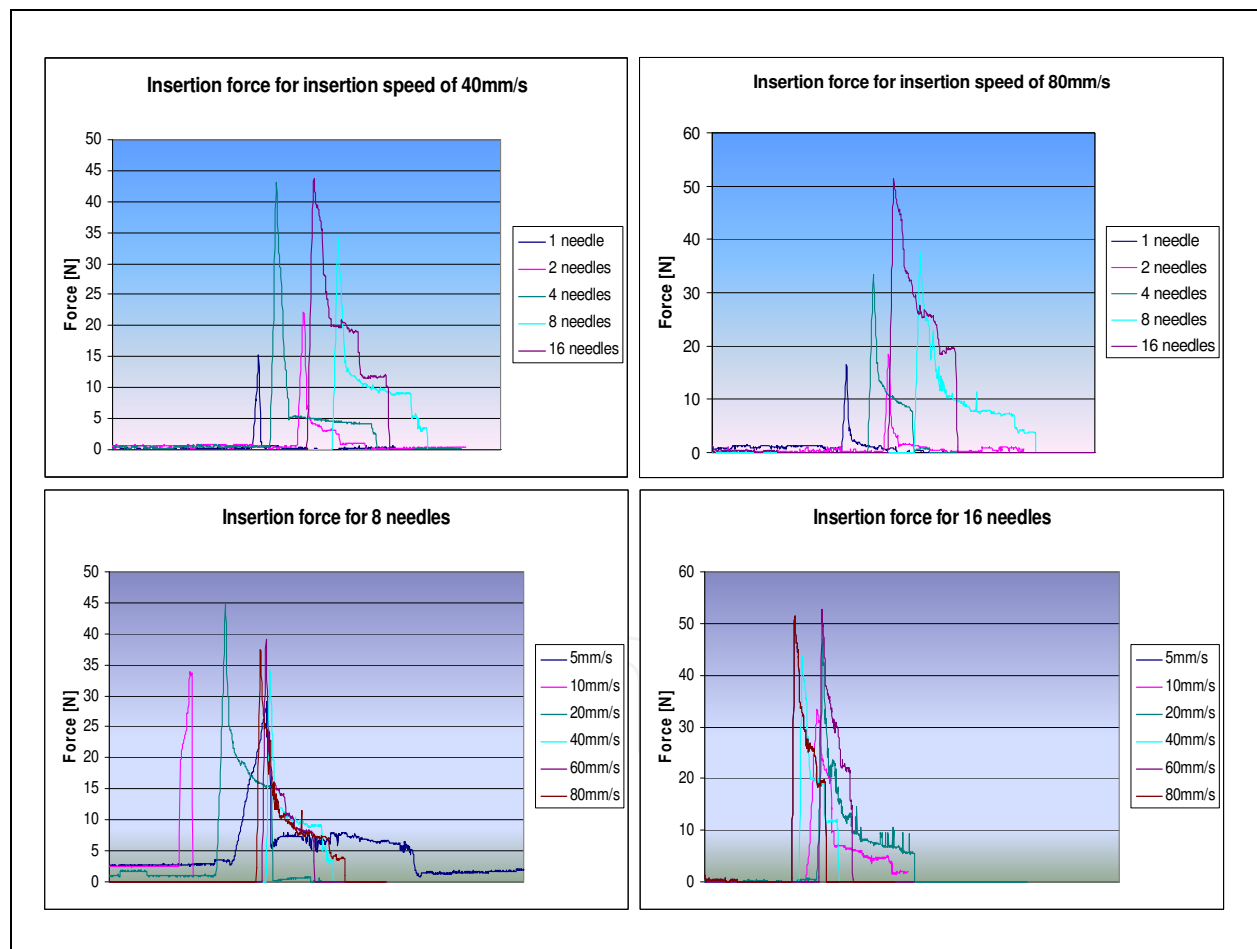 Insertion force for insertion speed of 40mm/s
Force [N]
50
45
40
35
30
25
20
15
10
5
0
1 needle
2 needles
4 needles
8 needles
16 needles
Insertion force for insertion speed of 80mm/s
Force [N]
60
50
40
30
20
10
0
1 needle
2 needles
4 needles
8 needles
16 needles
Insertion force for 8 needles
Force [N]
50
45
40
35
30
25
20
15
10
5
0
5mm/s
10mm/s
20mm/s
40mm/s
60mm/s
80mm/s
Insertion force for 16 needles
Force [N]
60
50
40
30
20
10
0
5mm/s
10mm/s
20mm/s
40mm/s
60mm/s
80mm/s